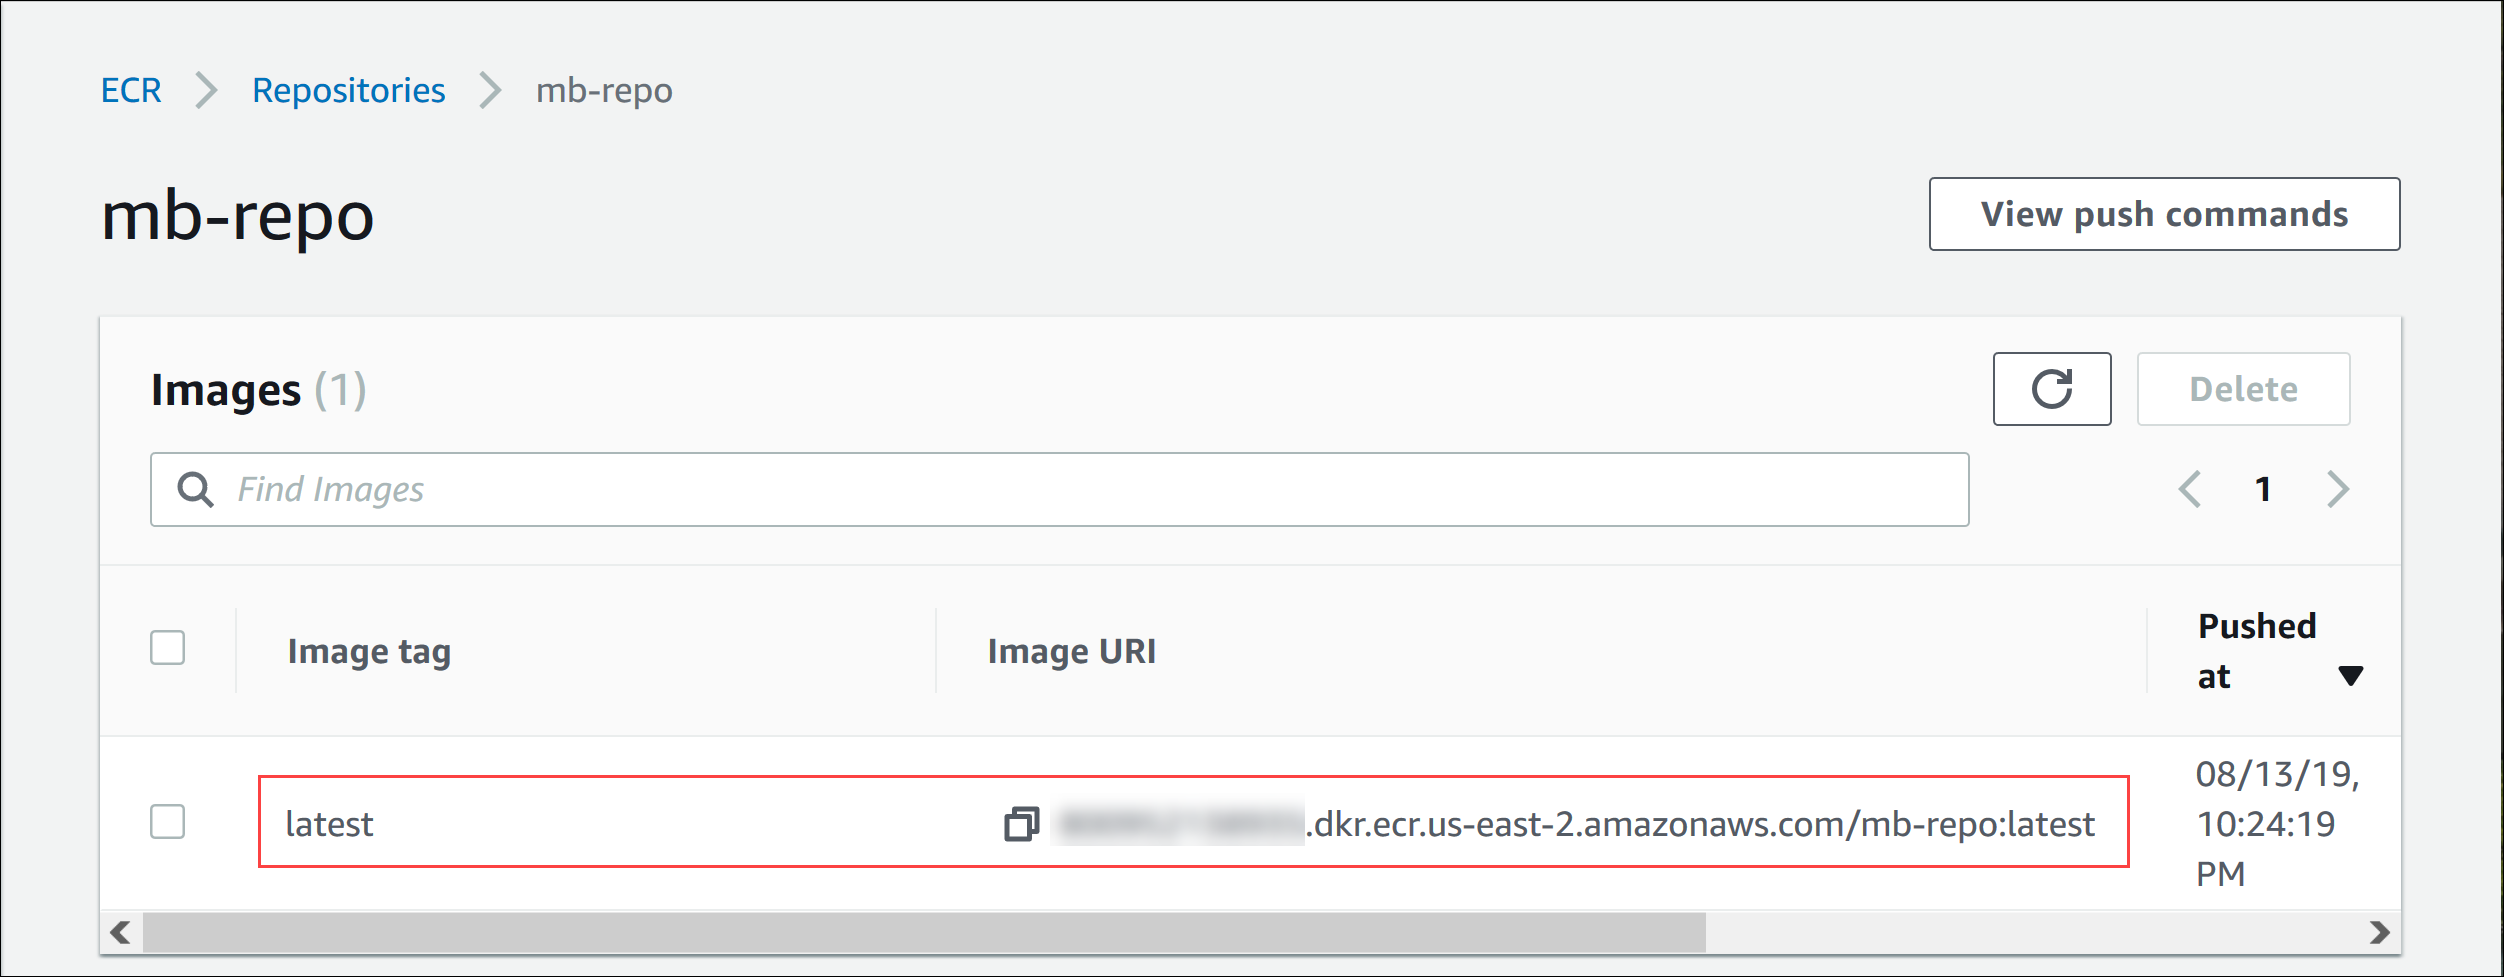 ECR Repositories mb-repo
mb-repo
View push commands
Images (1)
Delete
Find Images
1
Image tag
Image URI
Pushed
at
latest
.dkr.ecr.us-east-2.amazonaws.com/mb-repo:latest
08/13/19,
10:24:19
PM